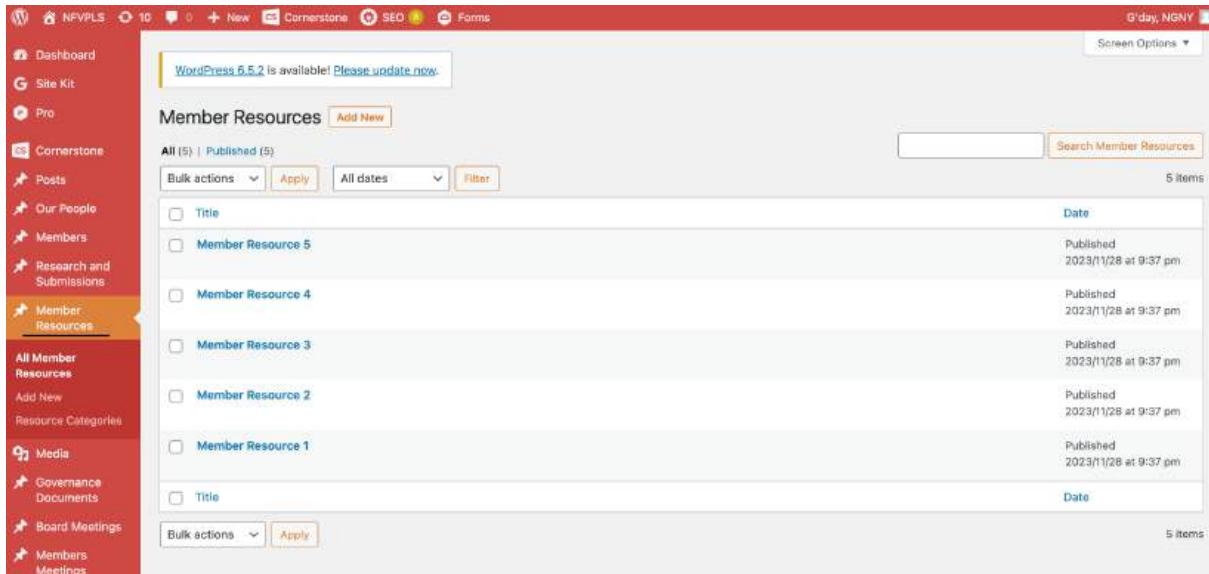 NFVPLS 10 0 + New CS Cornerstone SEO Forms G'day, NGNY
Screen Options ▼
Dashboard
Site Kit
Pro
Cornerstone
Posts
Our People
Members
Research and
Submissions
Member
Resources
All Member
Resources
Add New
Resource Categories
Media
Governance
Documents
Board Meetings
Members
Meetings
WordPress 6.5.2 is available! Please update now.
Member Resources Add New
All (5) | Published (5)
Search Member Resources
Bulk actions Apply All dates Filter 5 items
Title Date
Member Resource 5 Published
2023/11/28 at 9:37 pm
Member Resource 4 Published
2023/11/28 at 9:37 pm
Member Resource 3 Published
2023/11/28 at 9:37 pm
Member Resource 2 Published
2023/11/28 at 9:37 pm
Member Resource 1 Published
2023/11/28 at 9:37 pm
Title Date
Bulk actions Apply 5 items